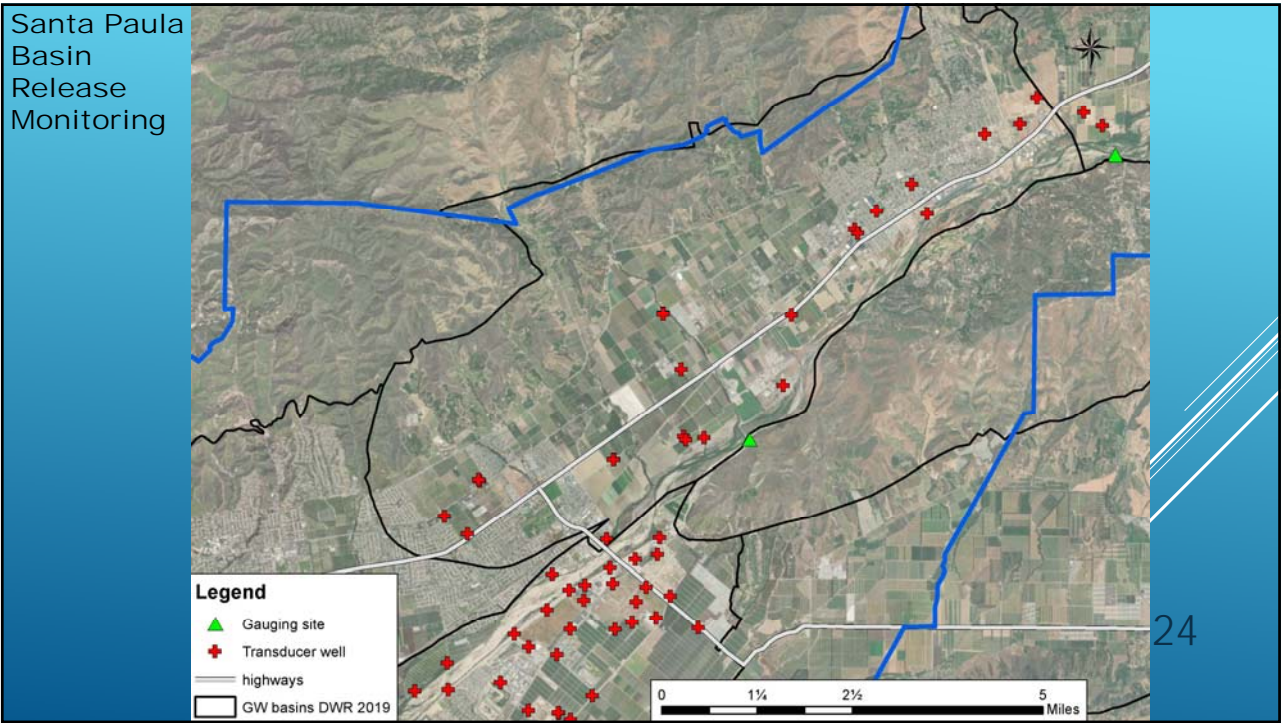 Santa Paula
Basin
Release
Monitoring
Legend
Gauging site
Transducer well
highways
GW basins DWR 2019
0 1¼ 2½ 5
Miles
24